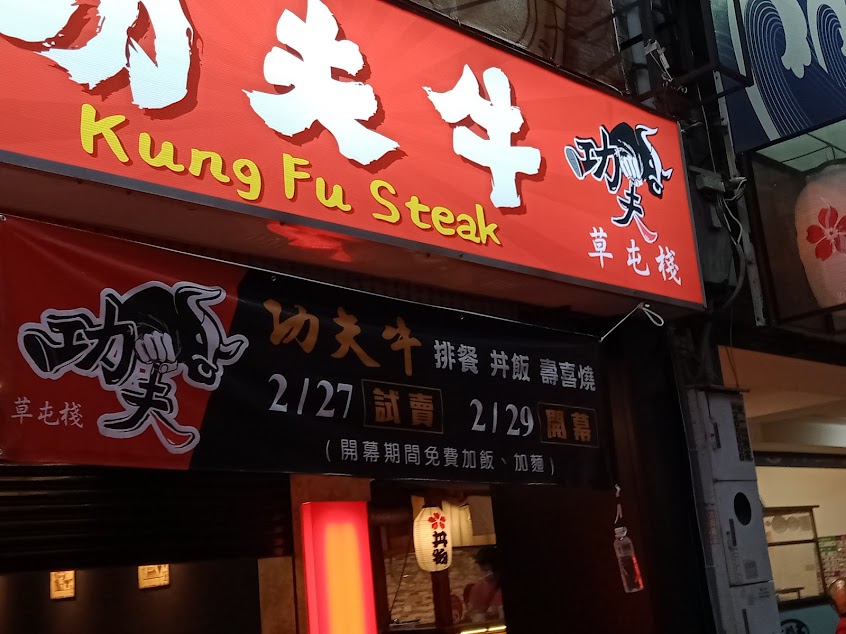 功夫牛
Kung Fu Steak
功夫
草屯棧
功夫
草屯棧
功夫牛 排餐 丼飯 壽喜燒
2/27 試賣 2/29 開幕
(開幕期間免費加飯、加麵)
丼物